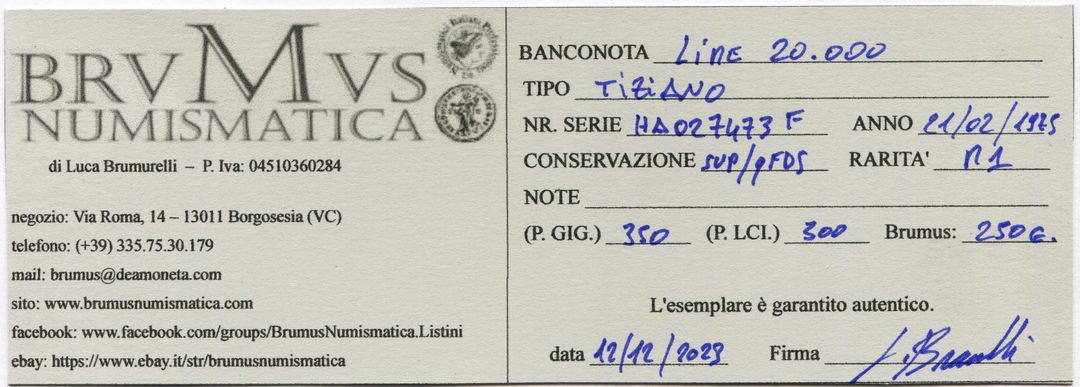 BRVMVS
NUMISMATICA
di Luca Brumurelli – P. Iva: 04510360284
negozio: Via Roma, 14 – 13011 Borgosesia (VC)
telefono: (+39) 335.75.30.179
mail: brumus@deamoneta.com
sito: www.brumusnumismatica.com
facebook: www.facebook.com/groups/BrumusNumismatica.Listini
ebay: https://www.ebay.it/str/brumusnumismatica
BANCONOTA Lire 20.000
TIPO TiZiANO
NR. SERIE HA027473F ANNO 21/02/1975
CONSERVAZIONE SUP/qFDS RARITA' R1
NOTE
(P. GIG.) 350 (P. LCI.) 300 Brumus: 250€.
L'esemplare è garantito autentico.
data 12/12/2023 Firma